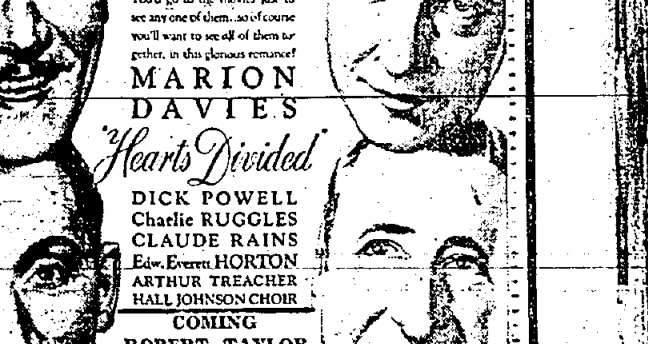 see any one of them...so of course
you'll want to see all of them to-
gether, in this glorious romance!
MARION
DAVIES
"Hearts Divided"
DICK POWELL
Charlie RUGGLES
CLAUDE RAINS
Edw. Everett HORTON
ARTHUR TREACHER
HALL JOHNSON CHOIR
COMING
ROBERT TAYLOR